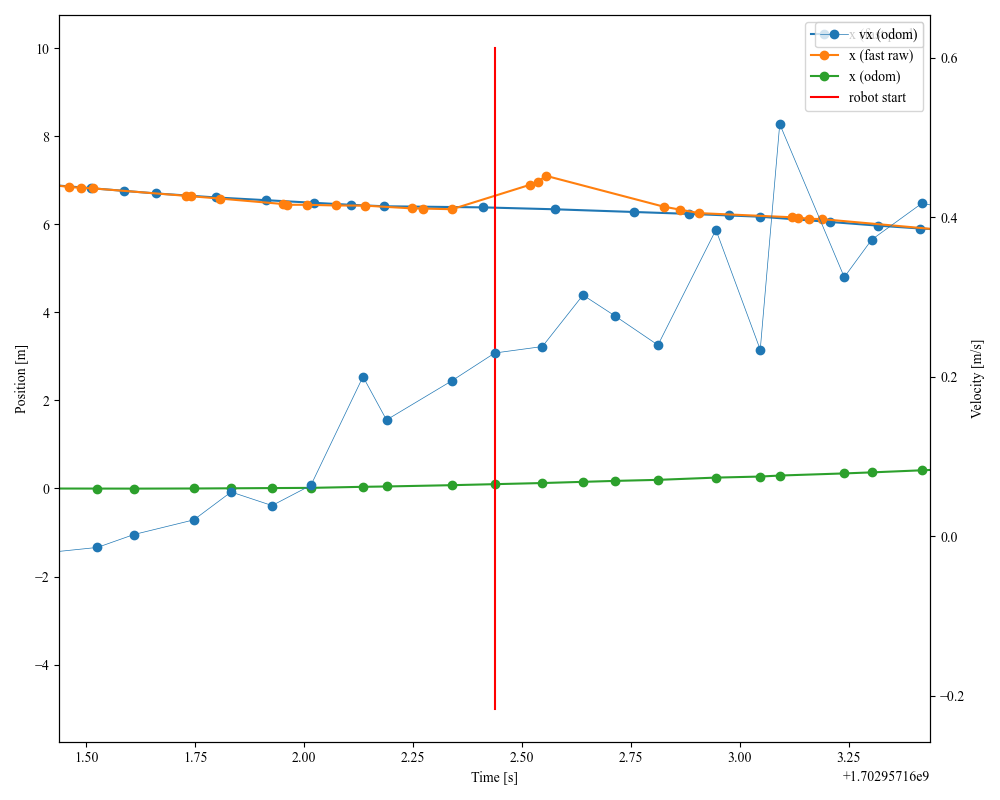 10
8
6
4
2
0
−2
−4
Position [m]
0.6
0.4
0.2
0.0
−0.2
Velocity [m/s]
vx (odom)
x (fast raw)
x (odom)
robot start
1.50
1.75
2.00
2.25
2.50
2.75
3.00
3.25
Time [s]
+1.70295716e9